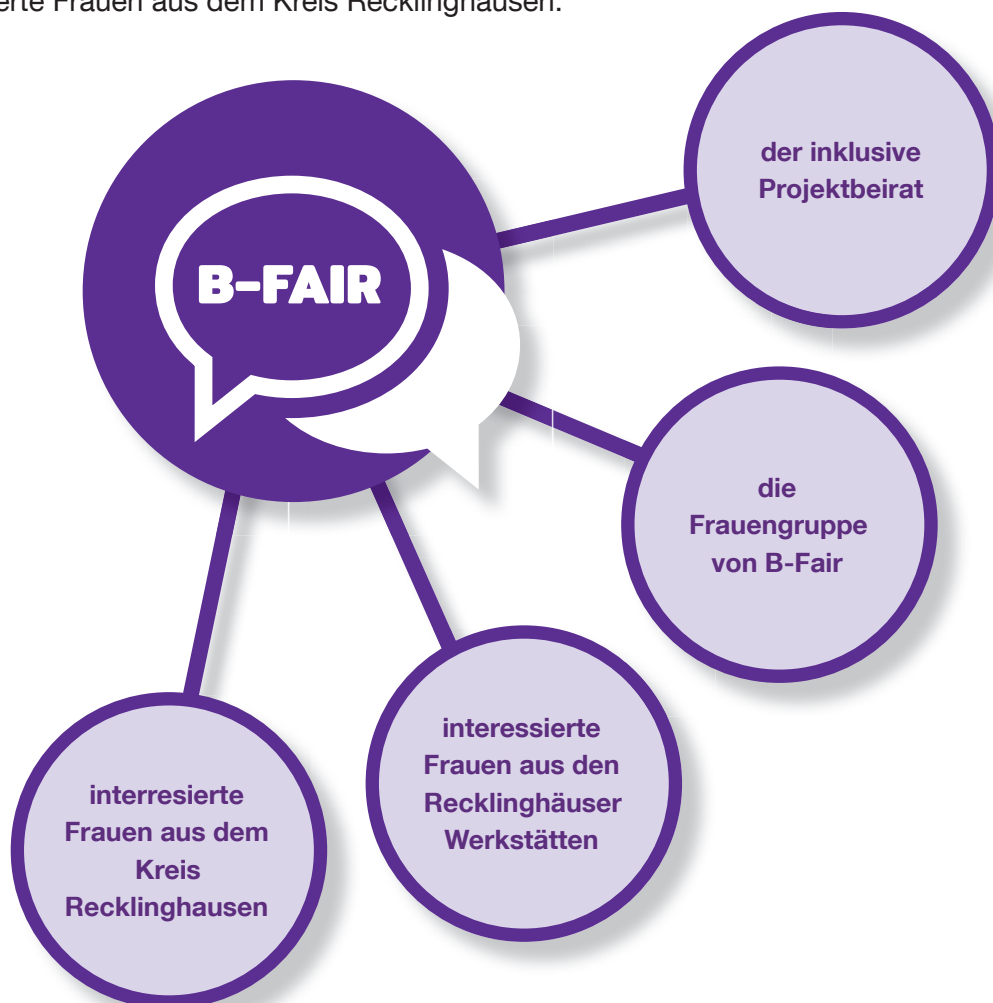 erte Frauen aus dem Kreis Recklinghausen.
der inklusive
Projektbeirat
B-FAIR
die
Frauengruppe
von B-Fair
interessierte
Frauen aus den
Recklinghäuser
Werkstätten
interresierte
Frauen aus dem
Kreis
Recklinghausen